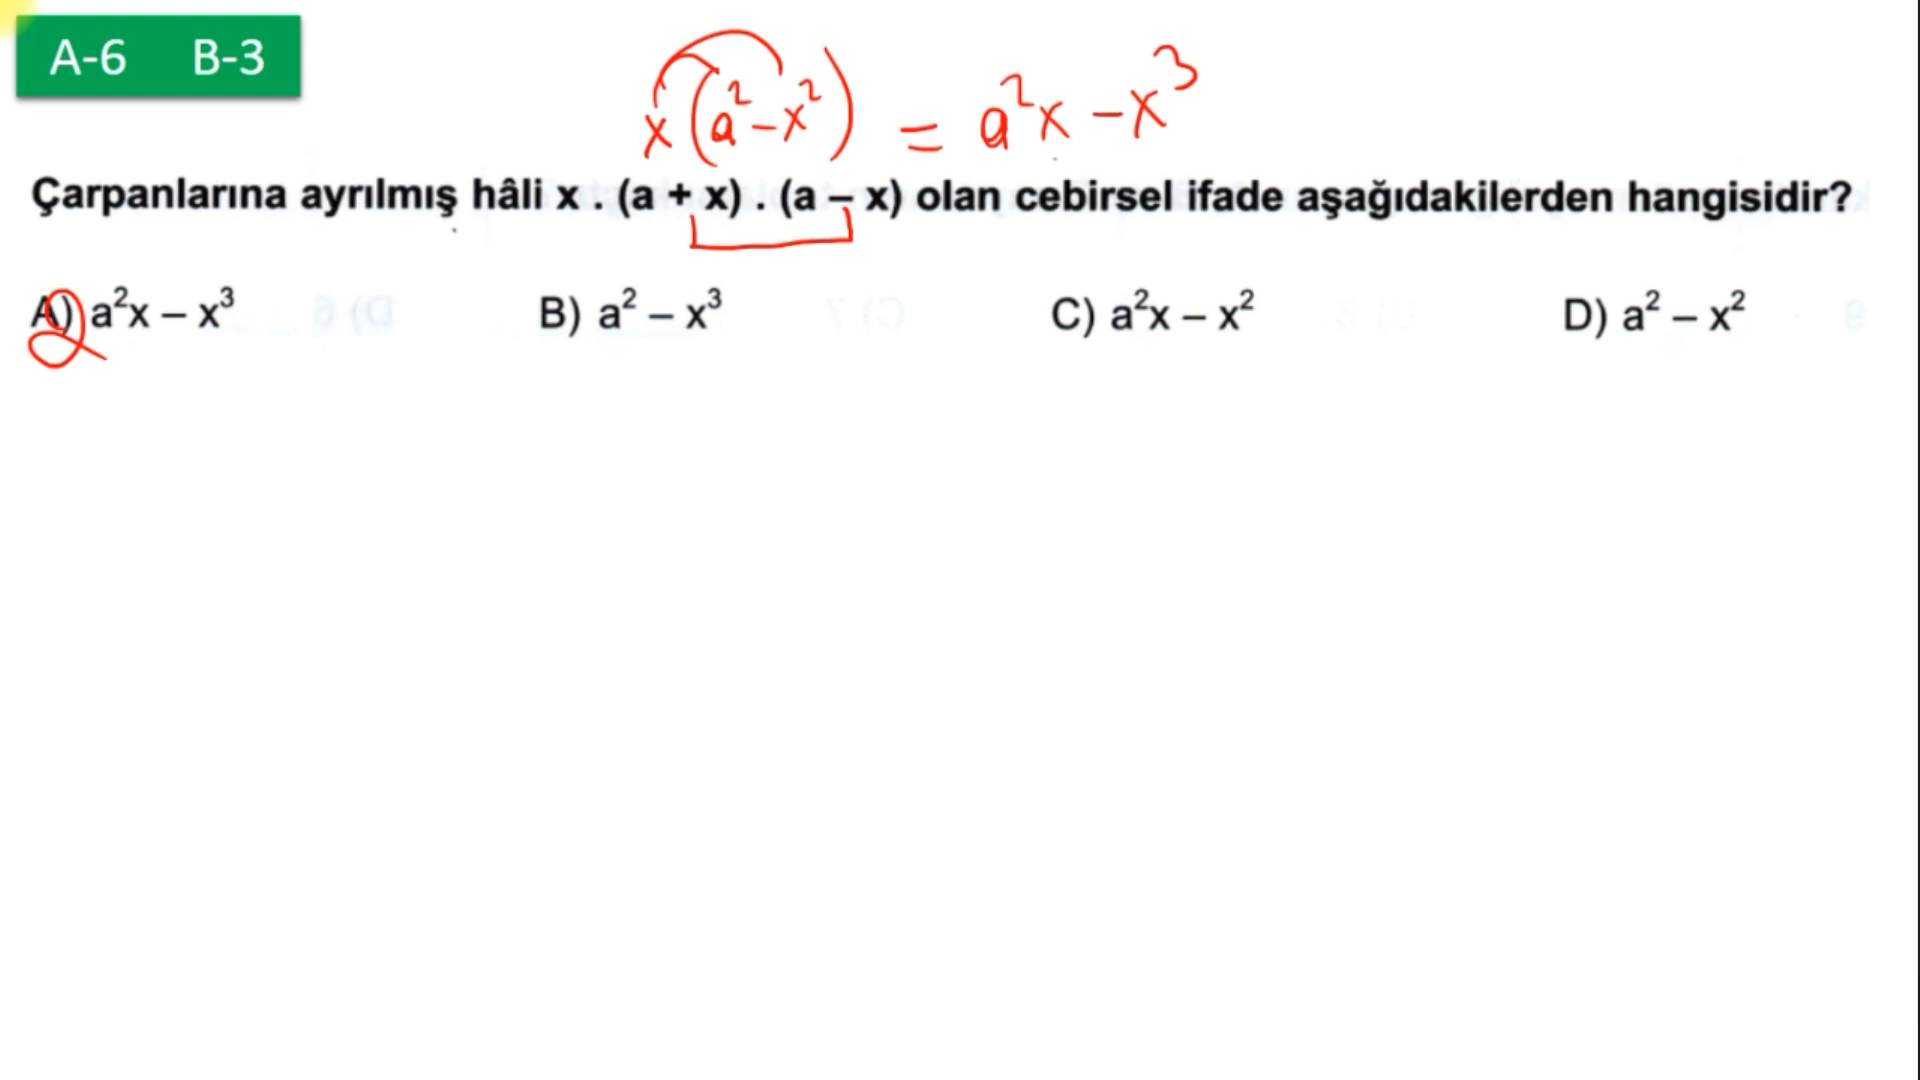 A-6 B-3
x(a²-x²) = a²x-x³
Çarpanlarına ayrılmış hâli x . (a + x) . (a – x) olan cebirsel ifade aşağıdakilerden hangisidir?
A) a²x – x³ B) a² – x³ C) a²x – x² D) a² – x²